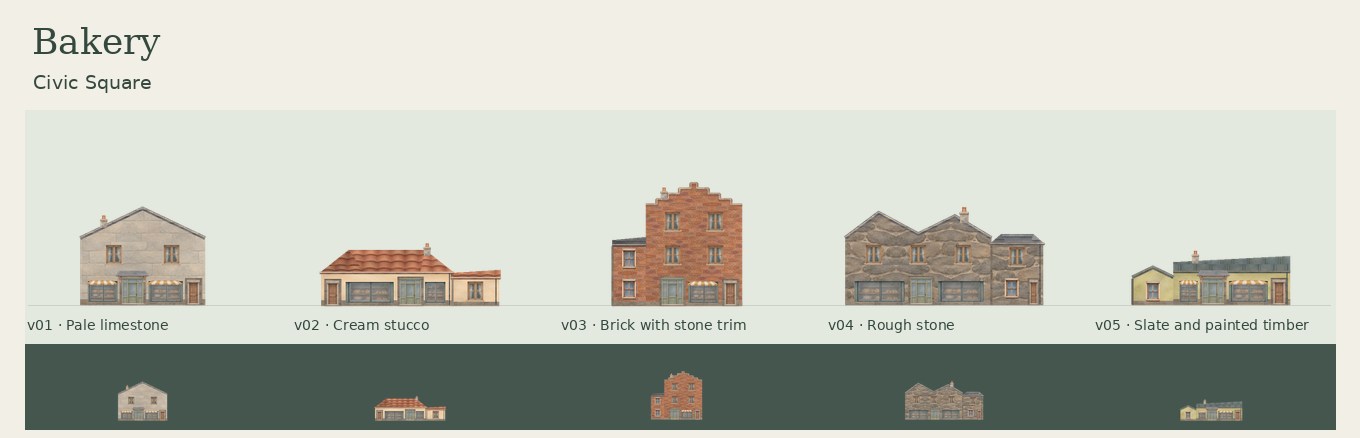 Bakery
Civic Square
v01 · Pale limestone
v02 · Cream stucco
v03 · Brick with stone trim
v04 · Rough stone
v05 · Slate and painted timber